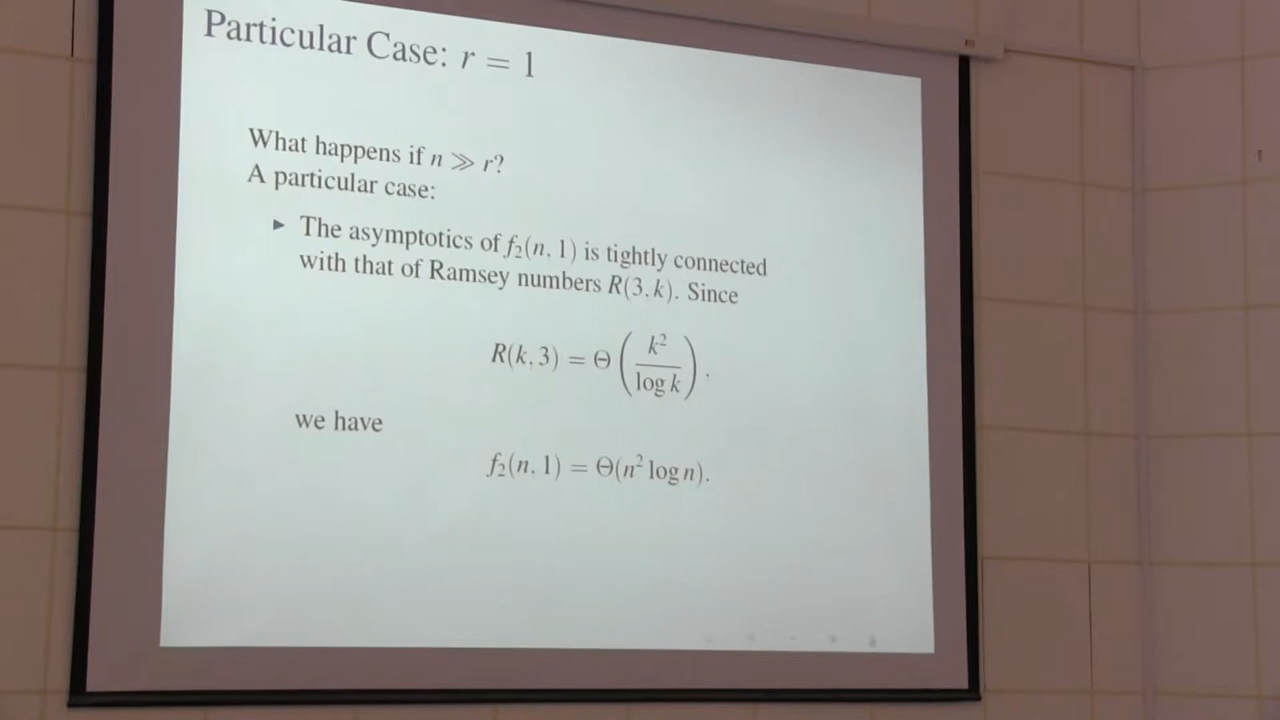 Particular Case: r = 1
What happens if n ≫ r?
A particular case:
▸ The asymptotics of f₂(n, 1) is tightly connected
with that of Ramsey numbers R(3, k). Since
R(k, 3) = Θ(k²/log k).
we have
f₂(n, 1) = Θ(n² log n).